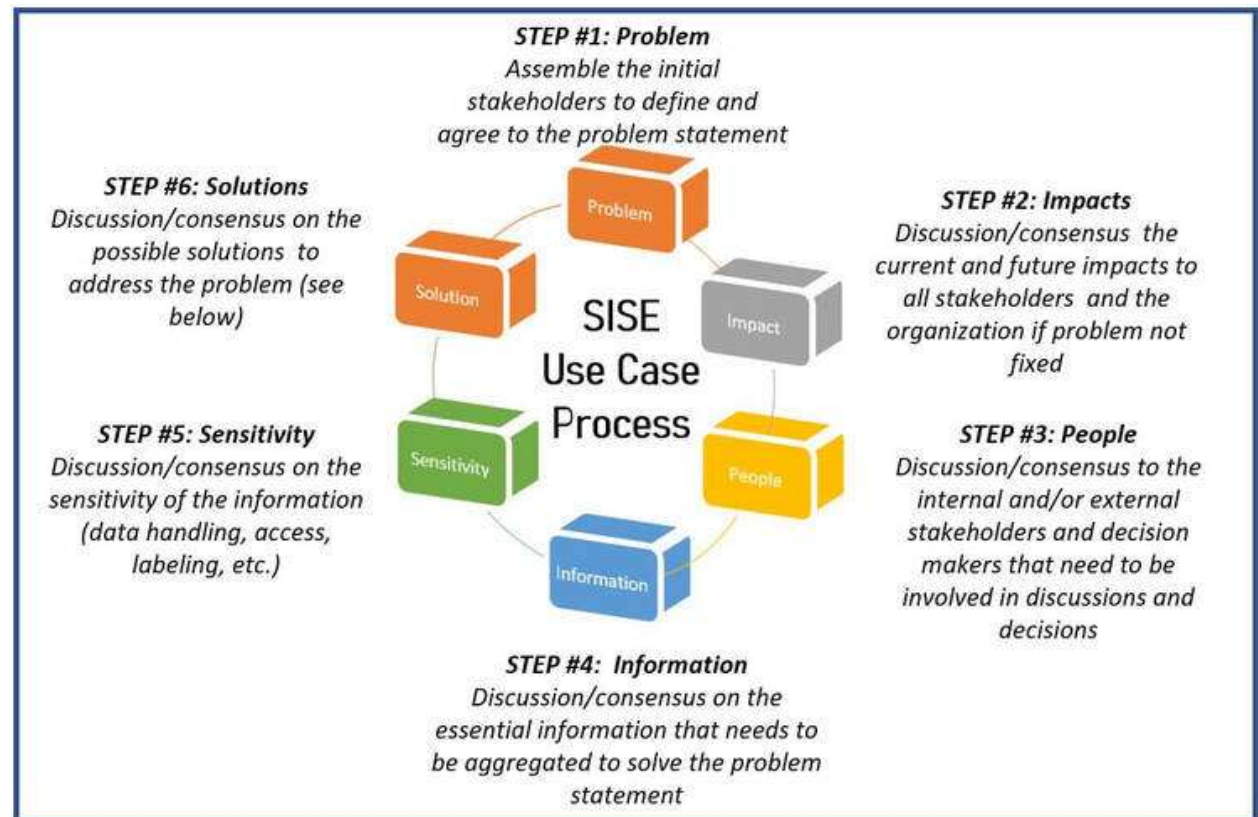 STEP #1: Problem
Assemble the initial
stakeholders to define and
agree to the problem statement
Problem
STEP #2: Impacts
Discussion/consensus the
current and future impacts to
all stakeholders and the
organization if problem not
fixed
Impact
STEP #3: People
Discussion/consensus to the
internal and/or external
stakeholders and decision
makers that need to be
involved in discussions and
decisions
People
STEP #4: Information
Discussion/consensus on the
essential information that needs to
be aggregated to solve the problem
statement
Information
STEP #5: Sensitivity
Discussion/consensus on the
sensitivity of the information
(data handling, access,
labeling, etc.)
Sensitivity
STEP #6: Solutions
Discussion/consensus on the
possible solutions to
address the problem (see
below)
Solution
SISE
Use Case
Process